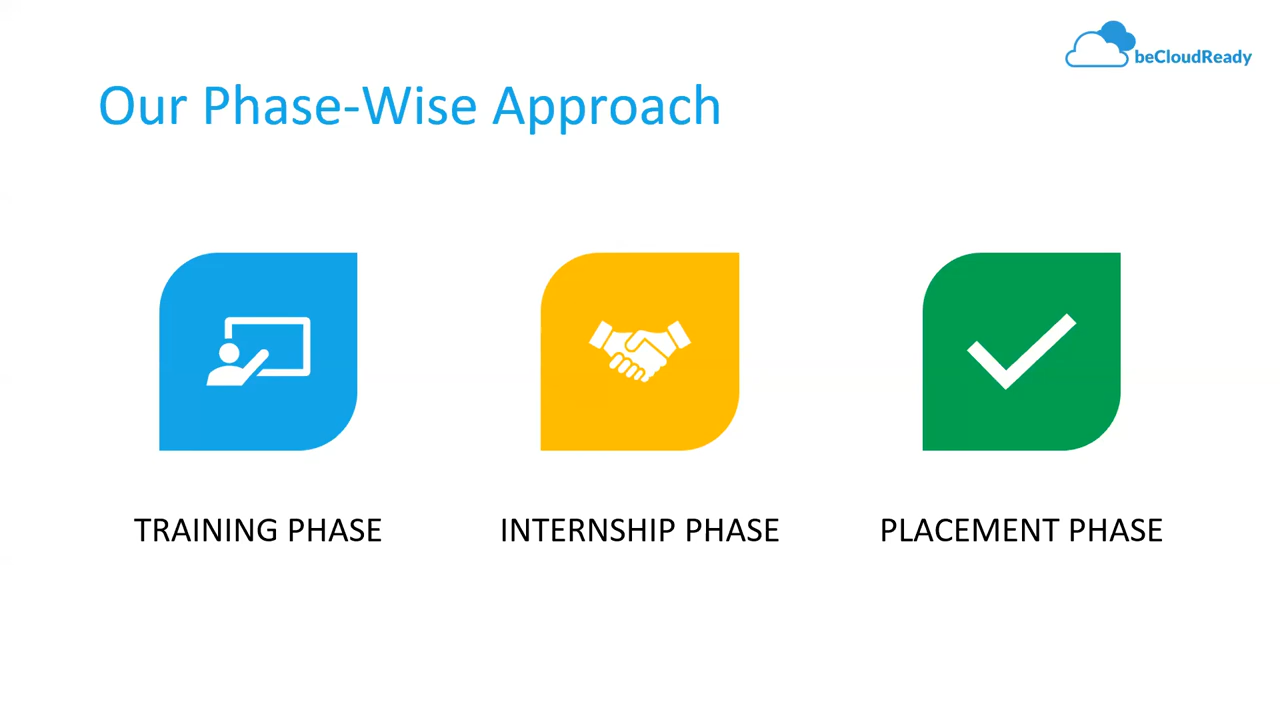 beCloudReady
Our Phase-Wise Approach
TRAINING PHASE
INTERNSHIP PHASE
PLACEMENT PHASE